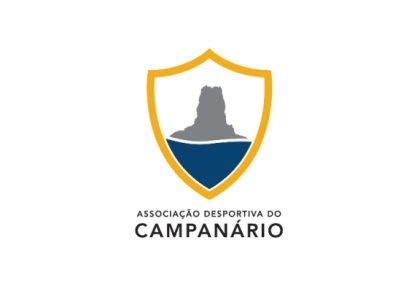 ASSOCIAÇÃO DESPORTIVA DO
CAMPANÁRIO